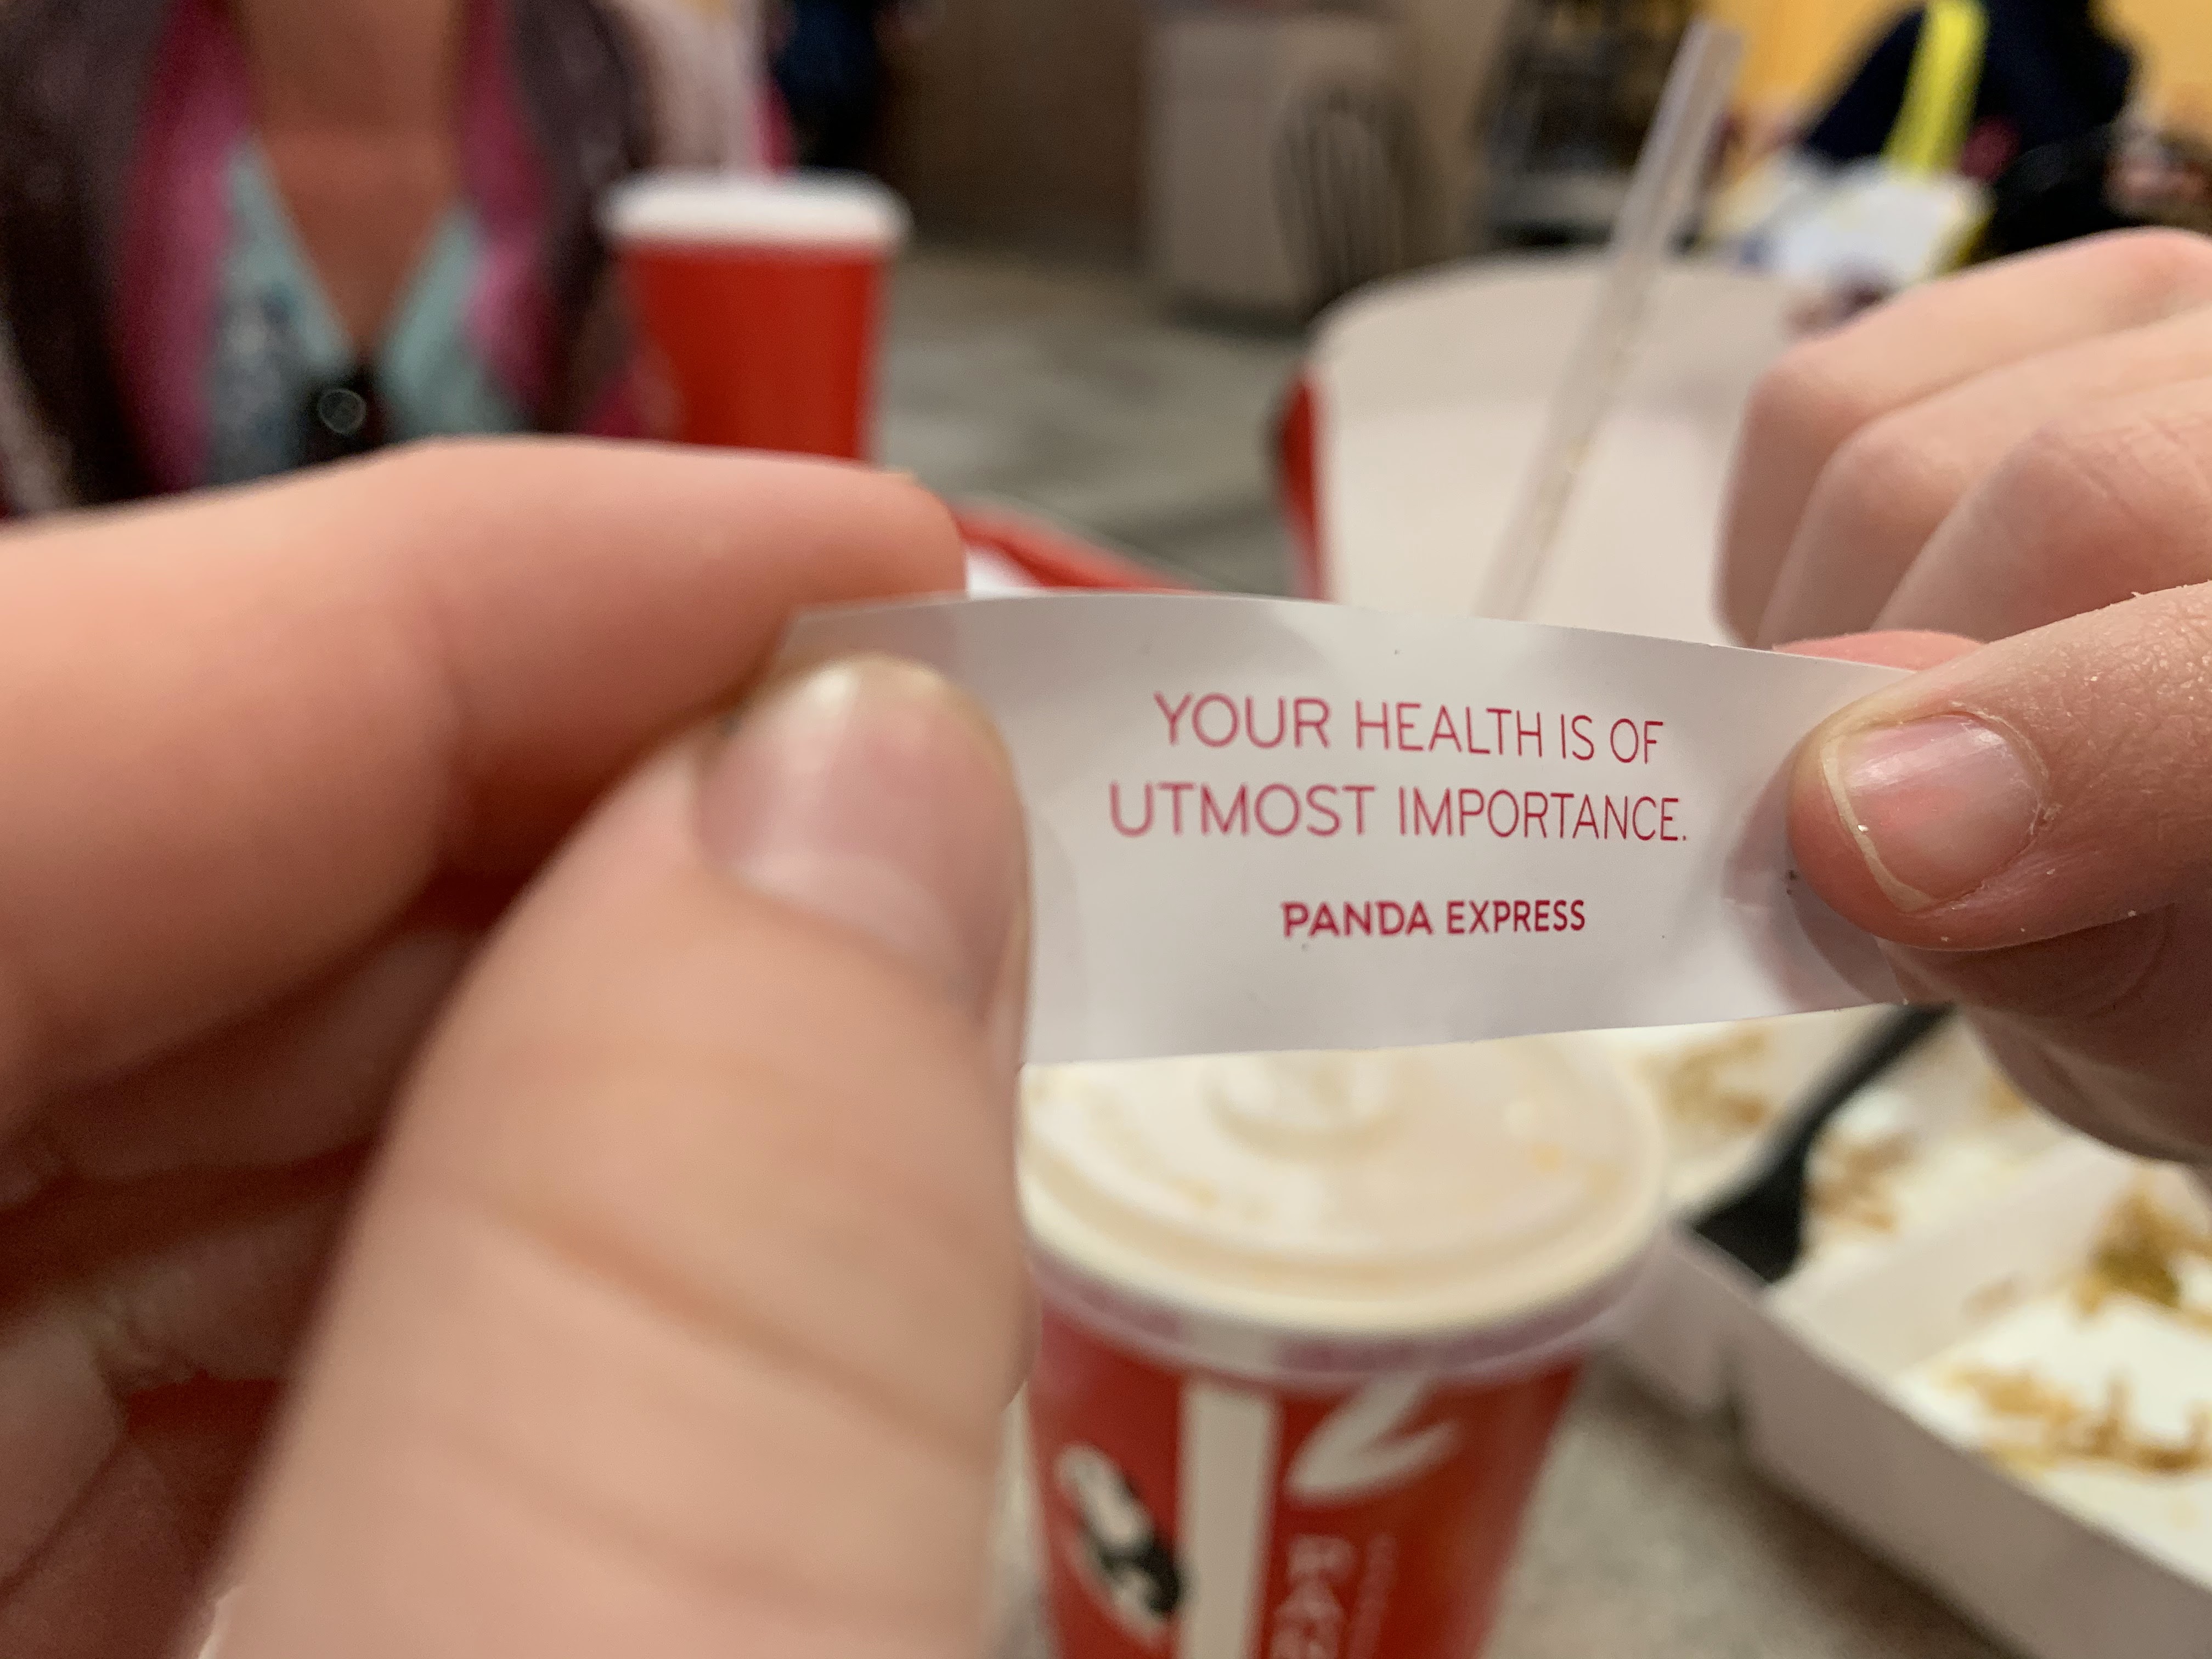 YOUR HEALTH IS OF
UTMOST IMPORTANCE.
PANDA EXPRESS